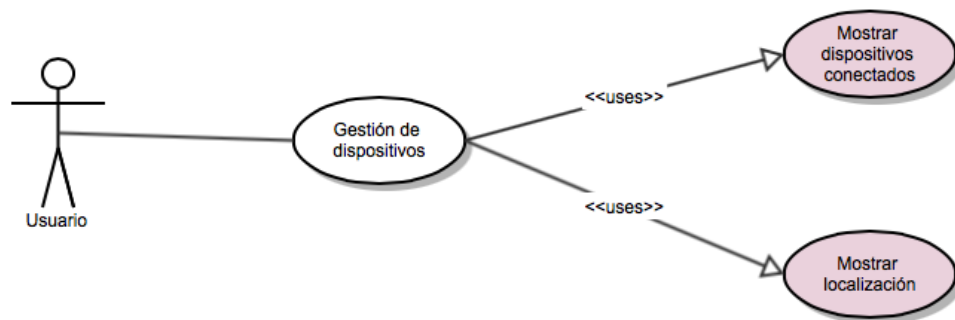 Usuario
Gestión de
dispositivos
<<uses>>
Mostrar
dispositivos
conectados
<<uses>>
Mostrar
localización